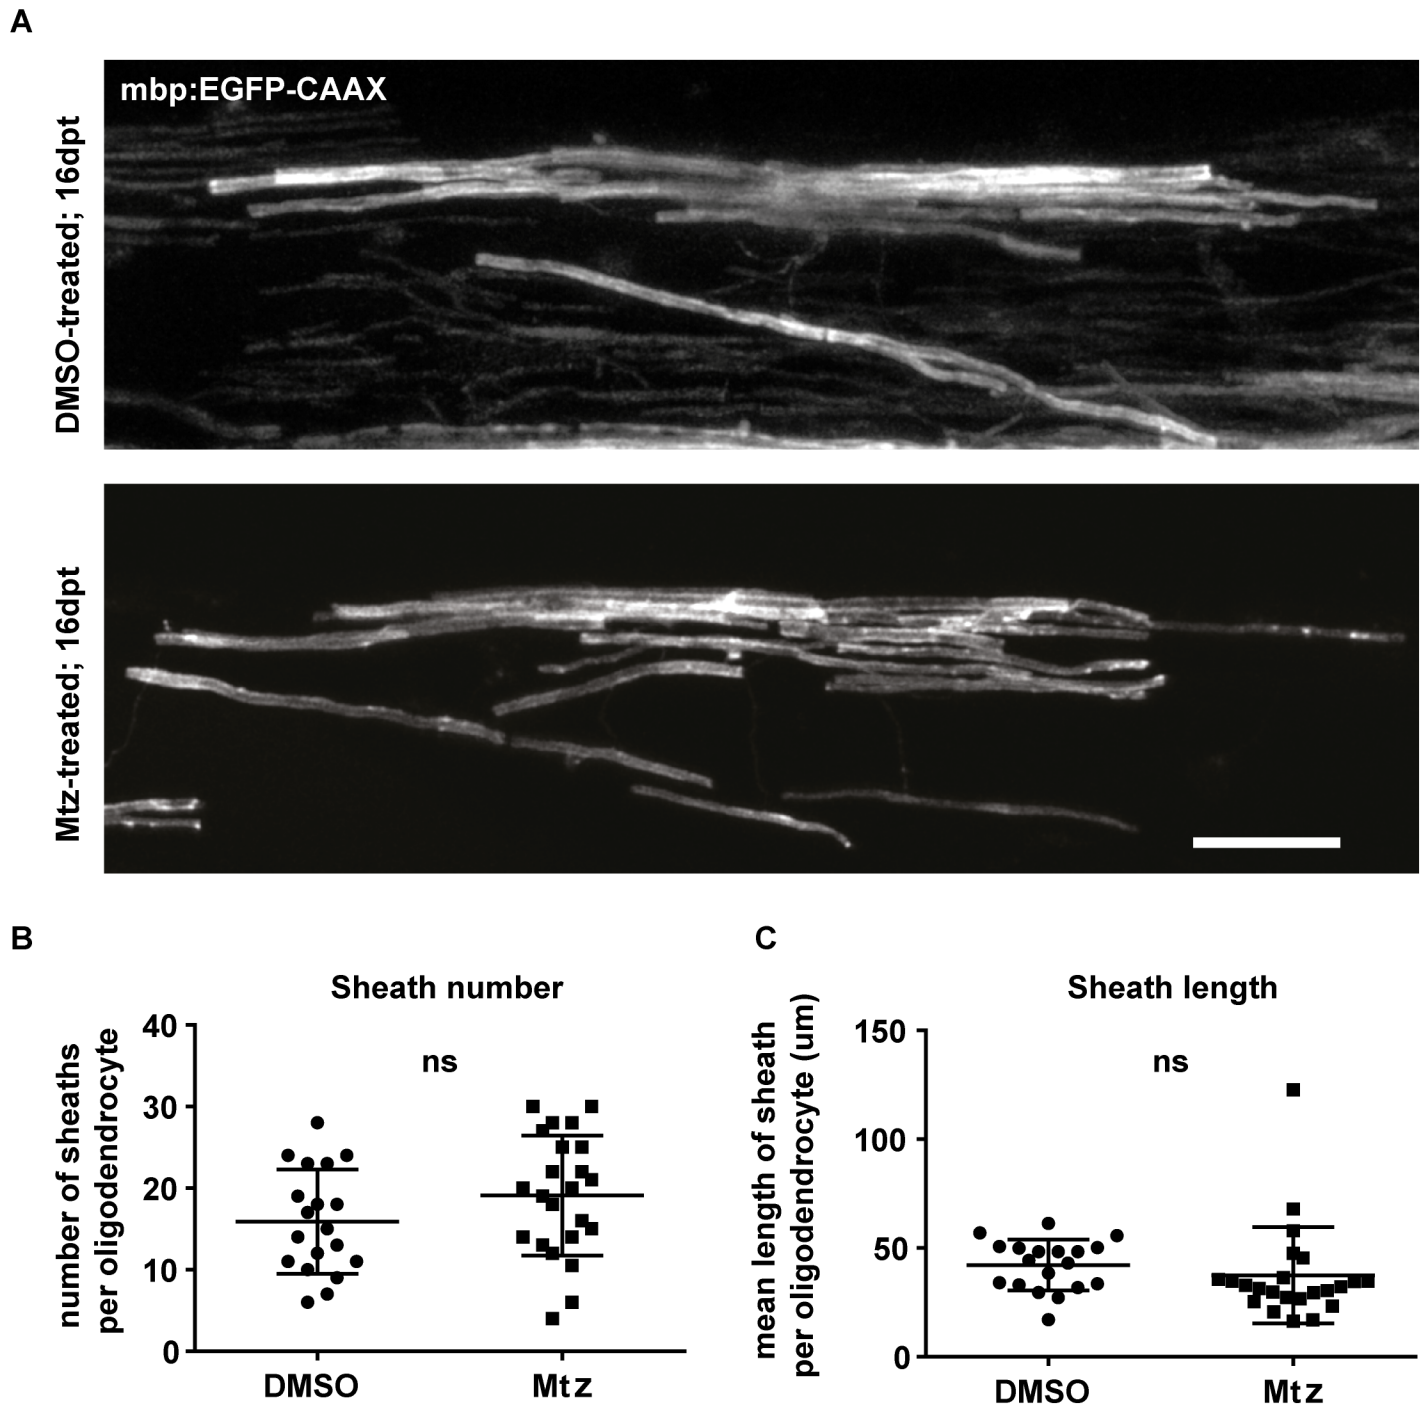 A
mbp:EGFP-CAAX
DMSO-treated; 16dpt
Mtz-treated; 16dpt
B
Sheath number
number of sheaths
per oligodendrocyte
40
30
20
10
0
ns
DMSO
Mtz
C
Sheath length
mean length of sheath
per oligodendrocyte (um)
150
100
50
0
ns
DMSO
Mtz